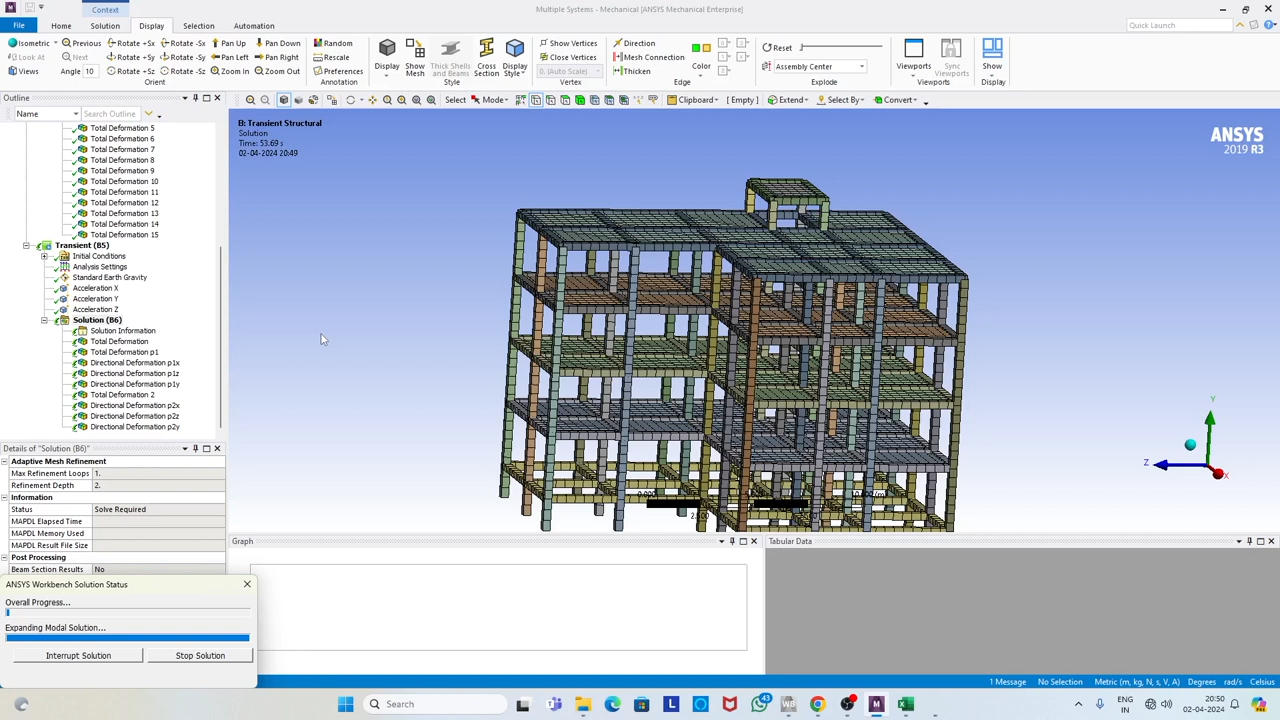 Context
Multiple Systems - Mechanical [ANSYS Mechanical Enterprise]
File Home Solution Display Selection Automation
Quick Launch
Isometric Previous Rotate +Sx Rotate -Sx Pan Up Pan Down Random Show Vertices Direction Reset
Look At Next Rotate +Sy Rotate -Sy Pan Left Pan Right Rescale Close Vertices Mesh Connection Assembly Center
Views Angle 10 Rotate +Sz Rotate -Sz Zoom In Zoom Out Preferences 0. (Auto Scale) Thicken
Display Show Mesh Thick Shells and Beams Cross Section Display Style Color Viewports Sync Viewports Show
Orient Annotation Style Vertex Edge Explode Viewports Display
Outline
Name Search Outline
Select Mode Clipboard [ Empty ] Extend Select By Convert
Total Deformation 5
Total Deformation 6
Total Deformation 7
Total Deformation 8
Total Deformation 9
Total Deformation 10
Total Deformation 11
Total Deformation 12
Total Deformation 13
Total Deformation 14
Total Deformation 15
Transient (B5)
Initial Conditions
Analysis Settings
Standard Earth Gravity
Acceleration X
Acceleration Y
Acceleration Z
Solution (B6)
Solution Information
Total Deformation
Total Deformation p1
Directional Deformation p1x
Directional Deformation p1z
Directional Deformation p1y
Total Deformation 2
Directional Deformation p2x
Directional Deformation p2z
Directional Deformation p2y
B: Transient Structural
Solution
Time: 53.69 s
02-04-2024 20:49
ANSYS
2019 R3
Y
Z
X
Details of "Solution (B6)"
Adaptive Mesh Refinement
Max Refinement Loops 1.
Refinement Depth 2.
Information
Status Solve Required
MAPDL Elapsed Time
MAPDL Memory Used
MAPDL Result File Size
Post Processing
Beam Section Results No
Graph
Tabular Data
ANSYS Workbench Solution Status
Overall Progress...
Expanding Modal Solution...
Interrupt Solution Stop Solution
1 Message No Selection Metric (m, kg, N, s, V, A) Degrees rad/s Celsius
Search
43
ENG
IN
20:50
02-04-2024